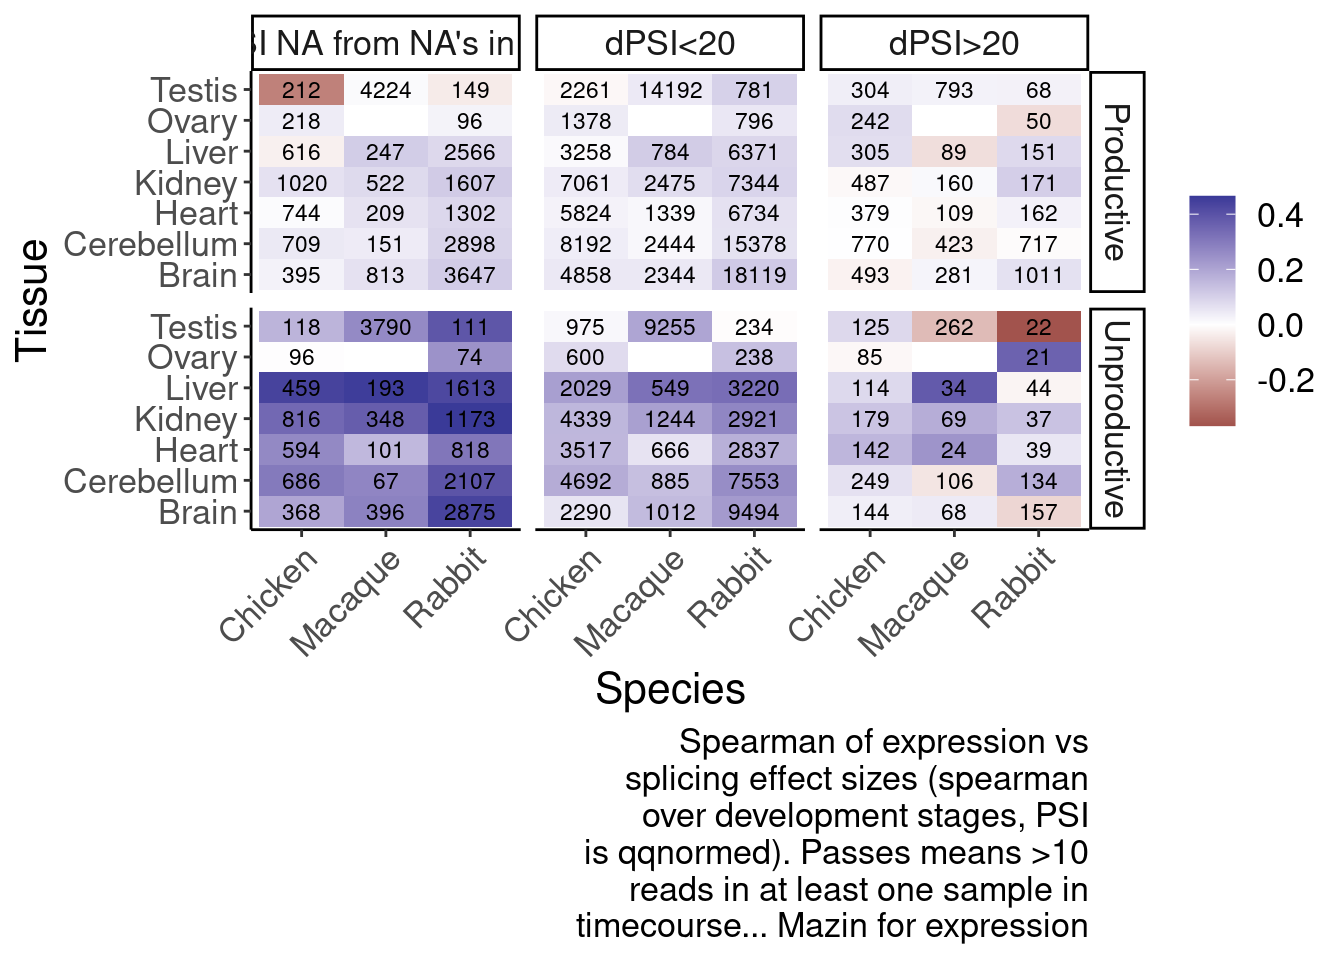 I NA from NA's in dPSI<20 dPSI>20
Testis 212 4224 149 2261 14192 781 304 793 68
Ovary 218 96 1378 796 242 50
Liver 616 247 2566 3258 784 6371 305 89 151
Kidney 1020 522 1607 7061 2475 7344 487 160 171
Heart 744 209 1302 5824 1339 6734 379 109 162
Cerebellum 709 151 2898 8192 2444 15378 770 423 717
Brain 395 813 3647 4858 2344 18119 493 281 1011
Productive
Testis 118 3790 111 975 9255 234 125 262 22
Ovary 96 74 600 238 85 21
Liver 459 193 1613 2029 549 3220 114 34 44
Kidney 816 348 1173 4339 1244 2921 179 69 37
Heart 594 101 818 3517 666 2837 142 24 39
Cerebellum 686 67 2107 4692 885 7553 249 106 134
Brain 368 396 2875 2290 1012 9494 144 68 157
Unproductive
Tissue
Chicken Macaque Rabbit Chicken Macaque Rabbit Chicken Macaque Rabbit
Species
0.4
0.2
0.0
-0.2
Spearman of expression vs
splicing effect sizes (spearman
over development stages, PSI
is qqnormed). Passes means >10
reads in at least one sample in
timecourse... Mazin for expression